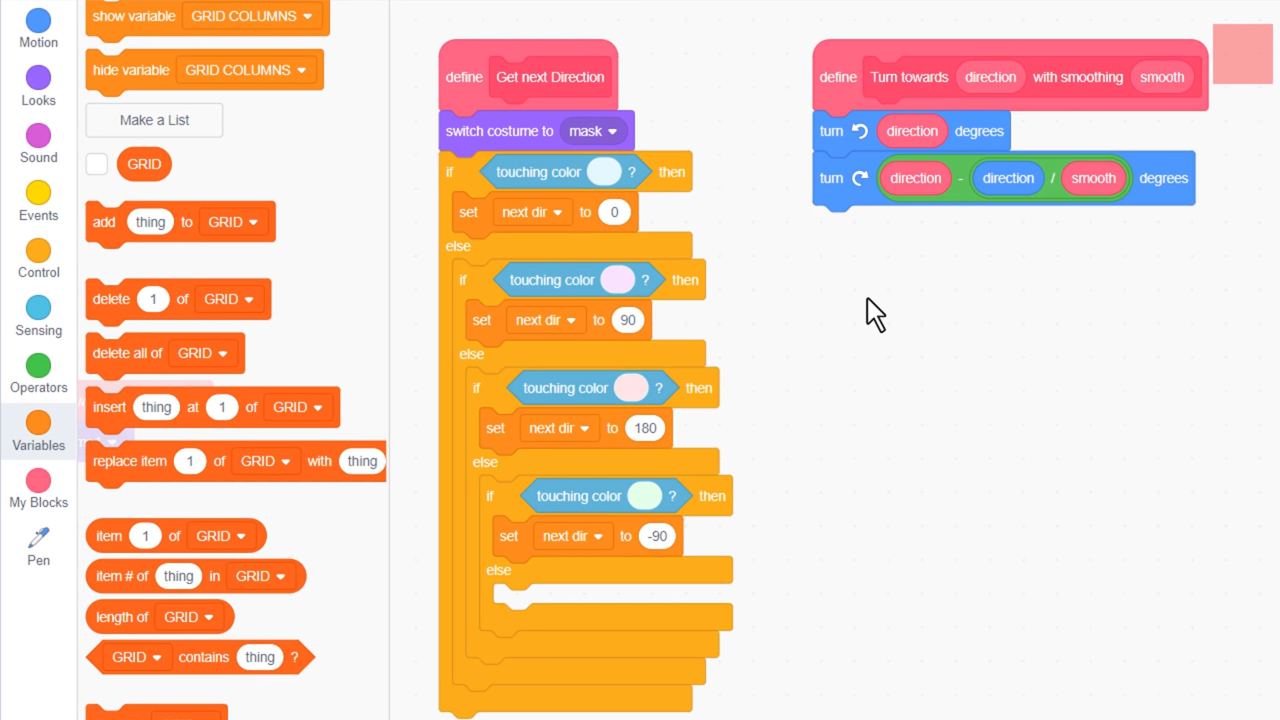 Motion
Looks
Sound
Events
Control
Sensing
Operators
Variables
My Blocks
Pen
show variable GRID COLUMNS
hide variable GRID COLUMNS
Make a List
GRID
add thing to GRID
delete 1 of GRID
delete all of GRID
insert thing at 1 of GRID
replace item 1 of GRID with thing
item 1 of GRID
item # of thing in GRID
length of GRID
GRID contains thing ?
define Get next Direction
switch costume to mask
if touching color ? then
set next dir to 0
else
if touching color ? then
set next dir to 90
else
if touching color ? then
set next dir to 180
else
if touching color ? then
set next dir to -90
else
define Turn towards direction with smoothing smooth
turn direction degrees
turn direction - direction / smooth degrees